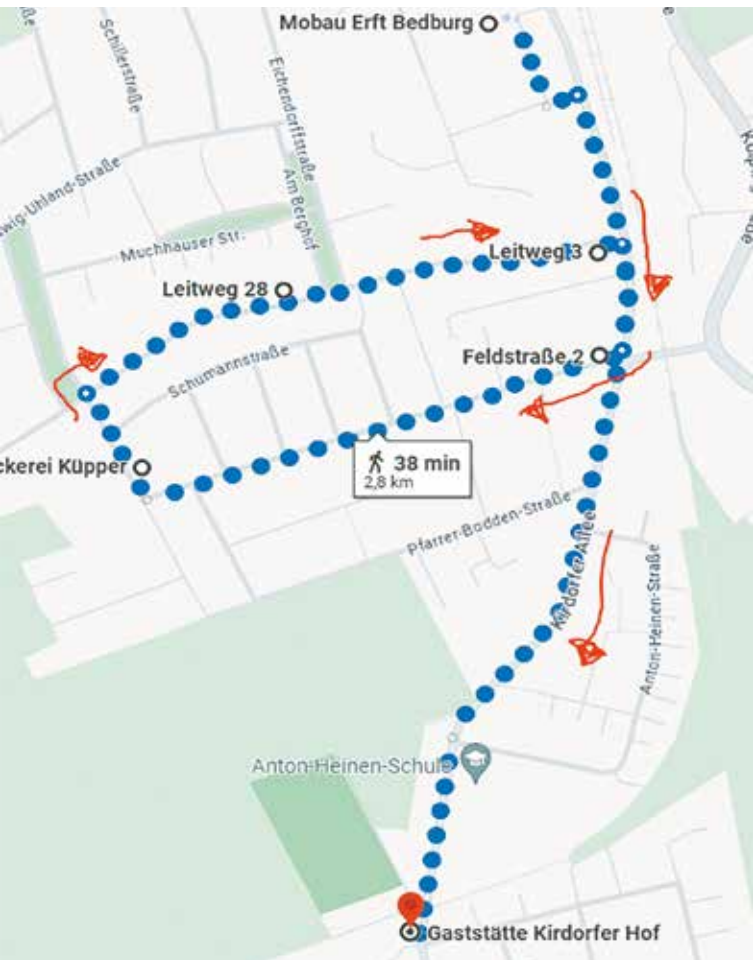 Mobau Erft Bedburg
Schillerstraße
Eichendorffstraße
Am Berghof
wig-Uhland-Straße
Muchhauser Str.
Leitweg 3
Leitweg 28
Feldstraße 2
Schumannstraße
ckerei Küpper
38 min
2,8 km
Pfarrer-Bodden-Straße
Kirdorfer Allee
Anton-Heinen-Straße
Anton-Heinen-Schule
Gaststätte Kirdorfer Hof